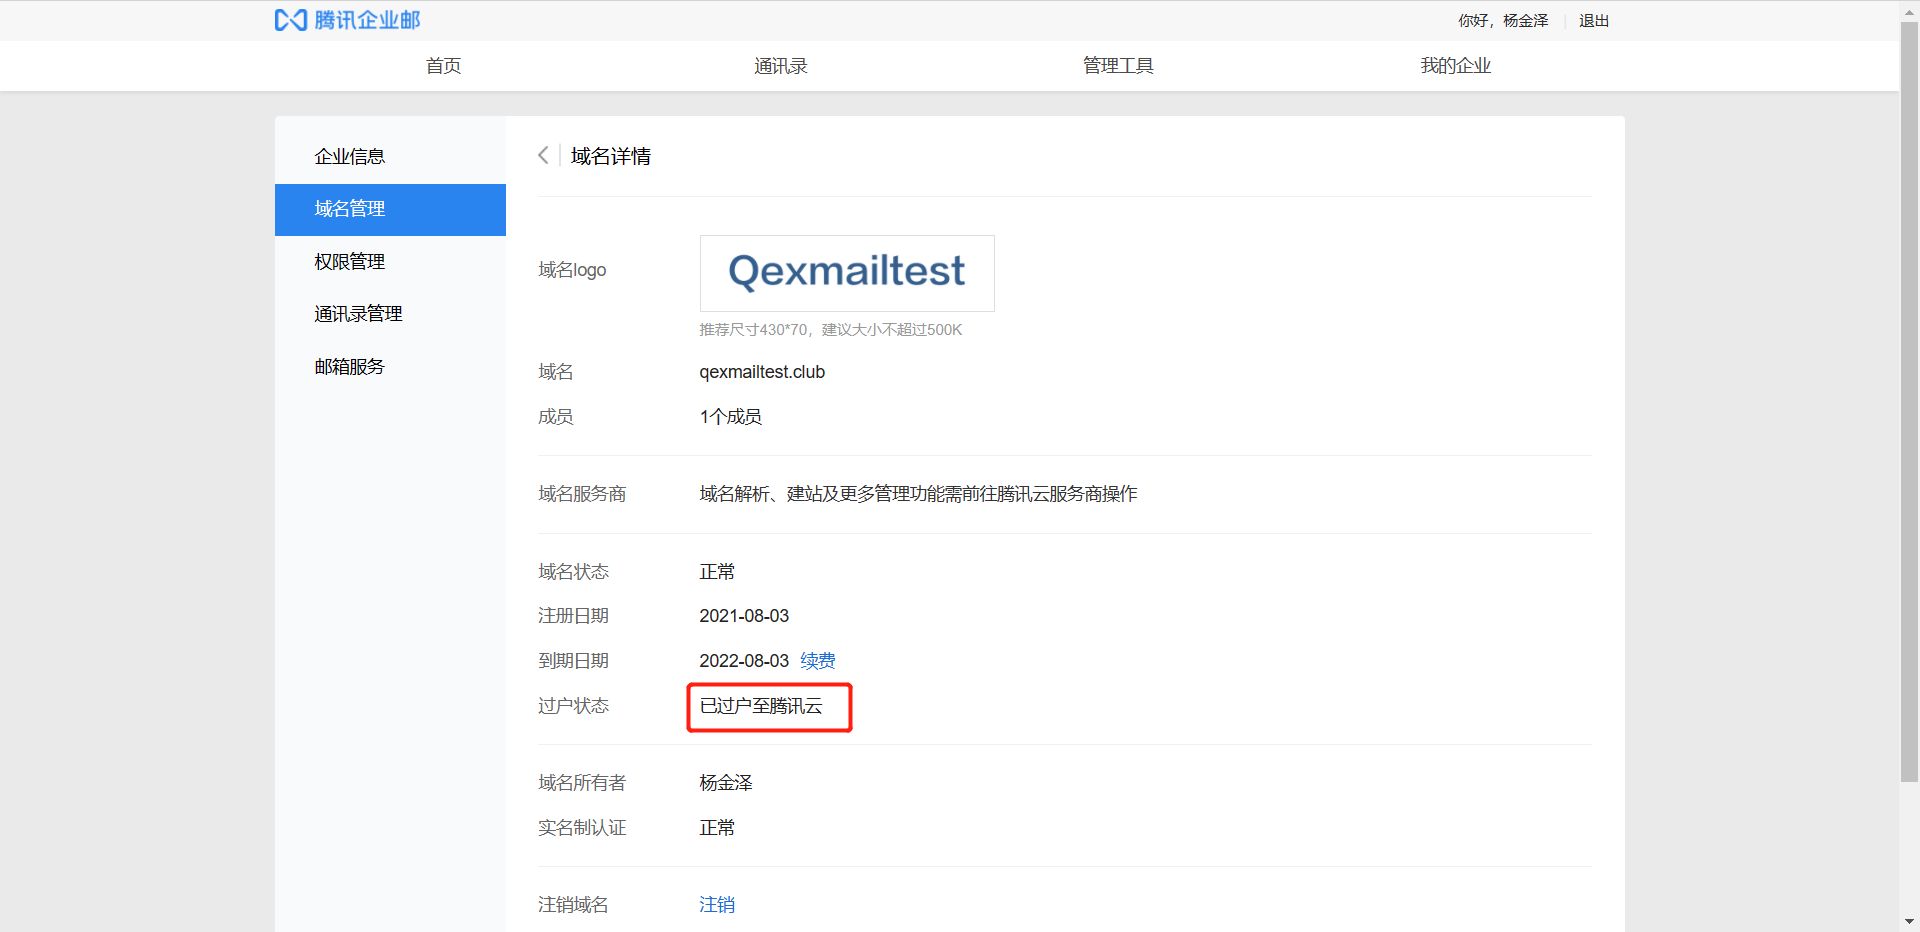 腾讯企业邮
你好，杨金泽 退出
首页 通讯录 管理工具 我的企业
企业信息
域名管理
权限管理
通讯录管理
邮箱服务
域名详情
域名logo
Qexmailtest
推荐尺寸430*70，建议大小不超过500K
域名 qexmailtest.club
成员 1个成员
域名服务商 域名解析、建站及更多管理功能需前往腾讯云服务商操作
域名状态 正常
注册日期 2021-08-03
到期日期 2022-08-03 续费
过户状态 已过户至腾讯云
域名所有者 杨金泽
实名制认证 正常
注销域名 注销